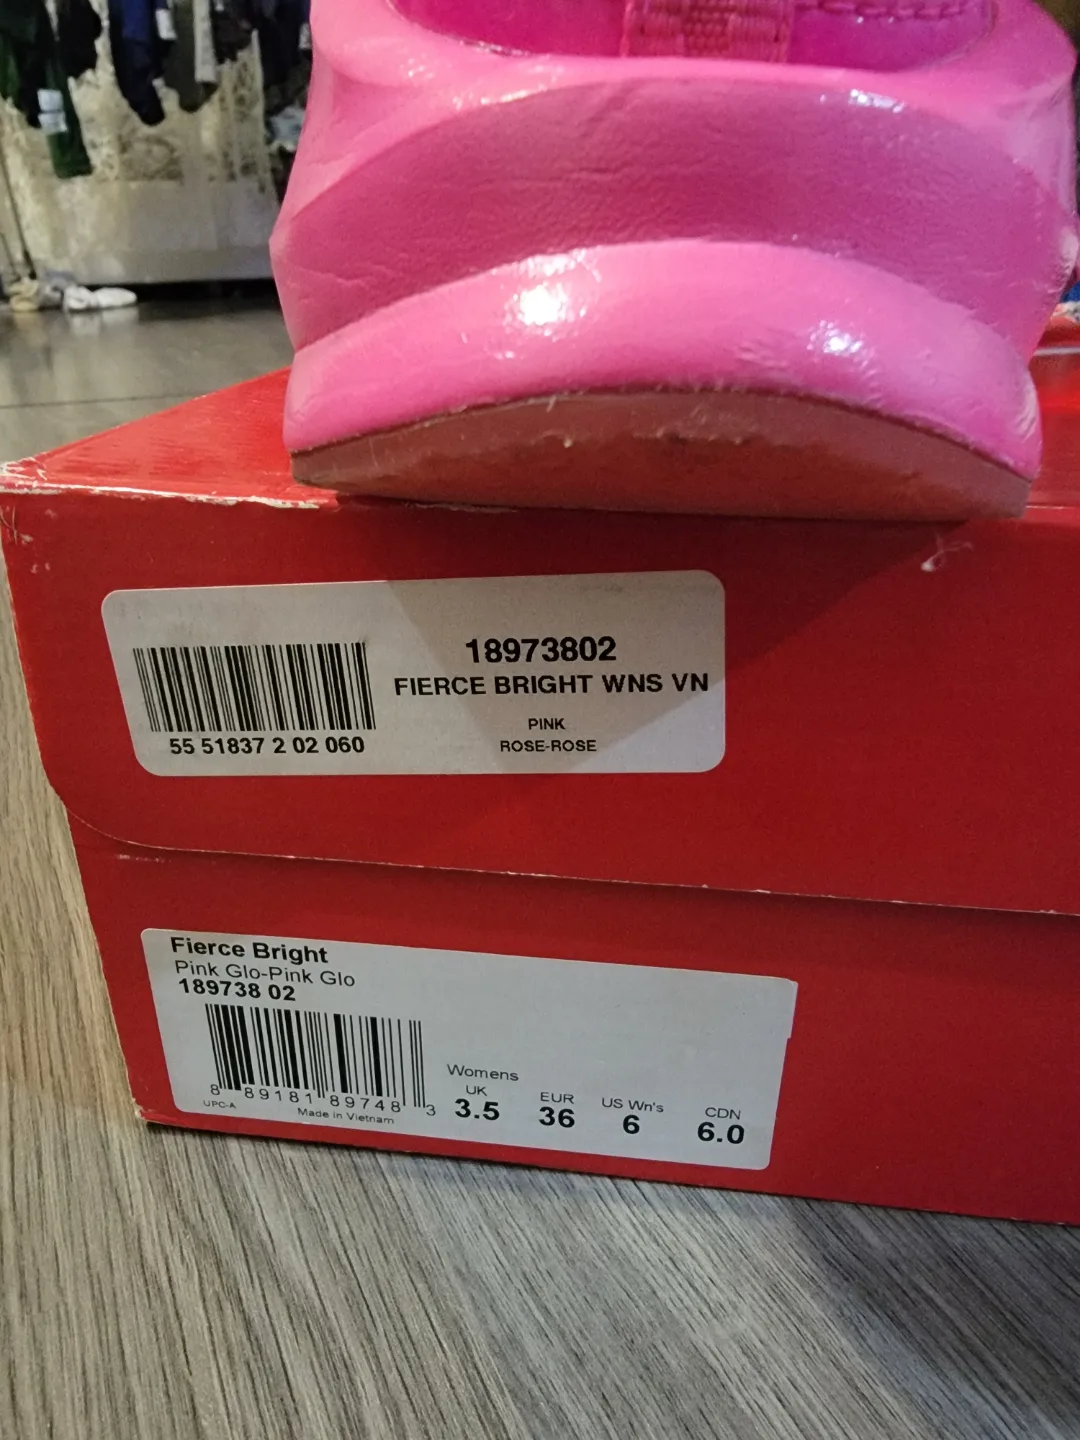 18973802
FIERCE BRIGHT WNS VN
PINK
ROSE-ROSE
55 51837 2 02 060
Fierce Bright
Pink Glo-Pink Glo
189738 02
8 89181 89748 3
UPC-A
Made in Vietnam
Womens
UK EUR US Wn's CDN
3.5 36 6 6.0